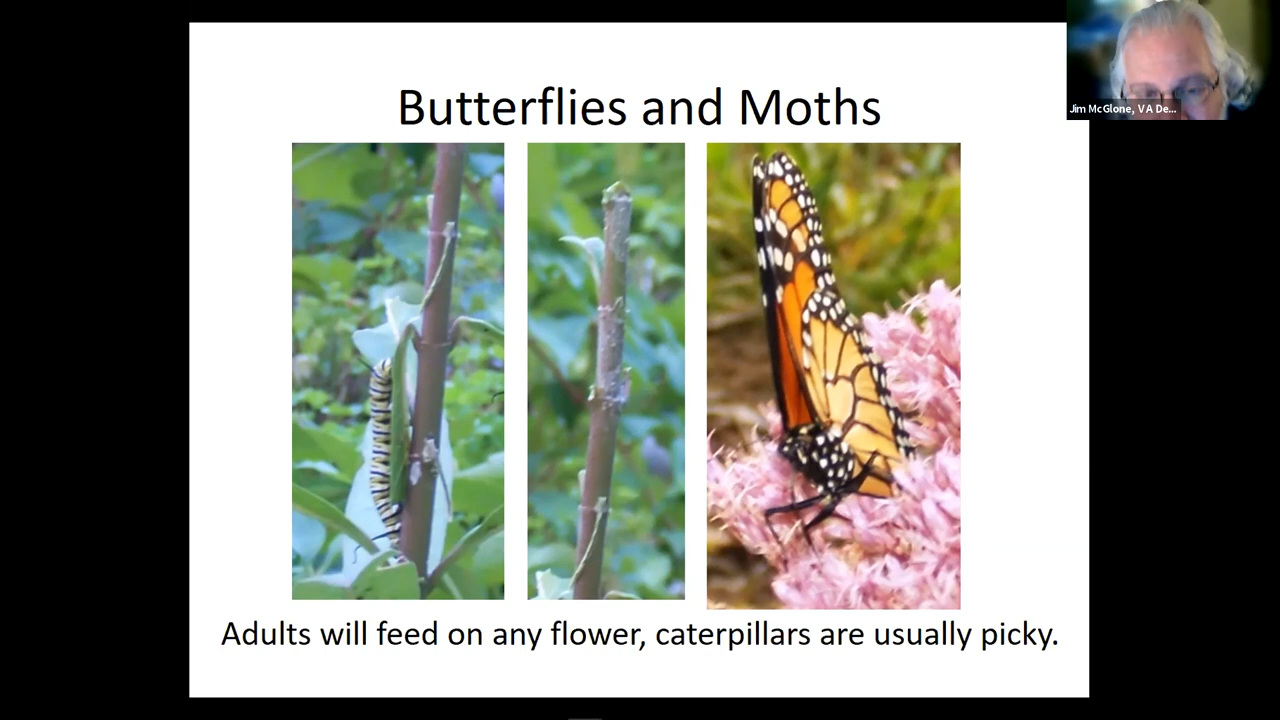 Butterflies and Moths
Jim McGlone, VA De...
Adults will feed on any flower, caterpillars are usually picky.